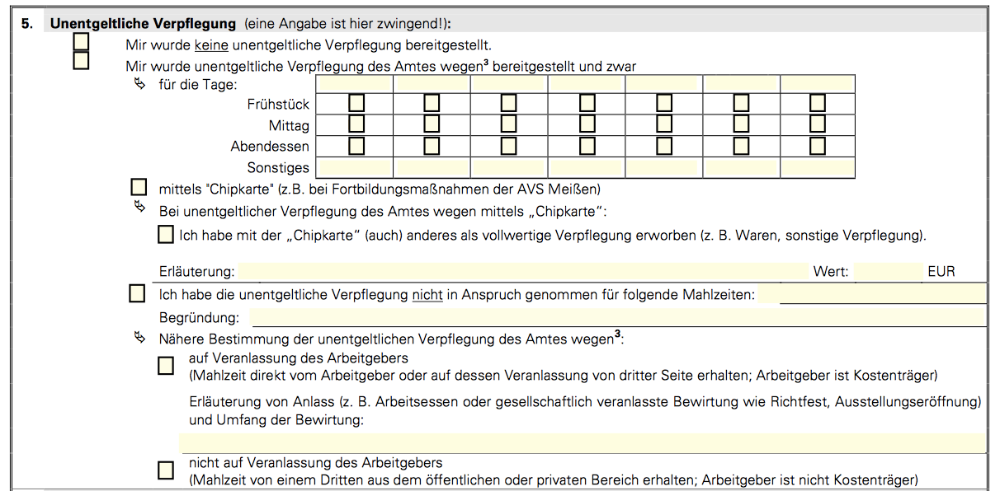 5. Unentgeltliche Verpflegung (eine Angabe ist hier zwingend!):
Mir wurde keine unentgeltliche Verpflegung bereitgestellt.
Mir wurde unentgeltliche Verpflegung des Amtes wegen³ bereitgestellt und zwar
für die Tage:
Frühstück
Mittag
Abendessen
Sonstiges
mittels "Chipkarte" (z.B. bei Fortbildungsmaßnahmen der AVS Meißen)
Bei unentgeltlicher Verpflegung des Amtes wegen mittels „Chipkarte“:
Ich habe mit der „Chipkarte“ (auch) anderes als vollwertige Verpflegung erworben (z. B. Waren, sonstige Verpflegung).
Erläuterung: Wert: EUR
Ich habe die unentgeltliche Verpflegung nicht in Anspruch genommen für folgende Mahlzeiten:
Begründung:
Nähere Bestimmung der unentgeltlichen Verpflegung des Amtes wegen³:
auf Veranlassung des Arbeitgebers
(Mahlzeit direkt vom Arbeitgeber oder auf dessen Veranlassung von dritter Seite erhalten; Arbeitgeber ist Kostenträger)
Erläuterung von Anlass (z. B. Arbeitsessen oder gesellschaftlich veranlasste Bewirtung wie Richtfest, Ausstellungseröffnung)
und Umfang der Bewirtung:
nicht auf Veranlassung des Arbeitgebers
(Mahlzeit von einem Dritten aus dem öffentlichen oder privaten Bereich erhalten; Arbeitgeber ist nicht Kostenträger)